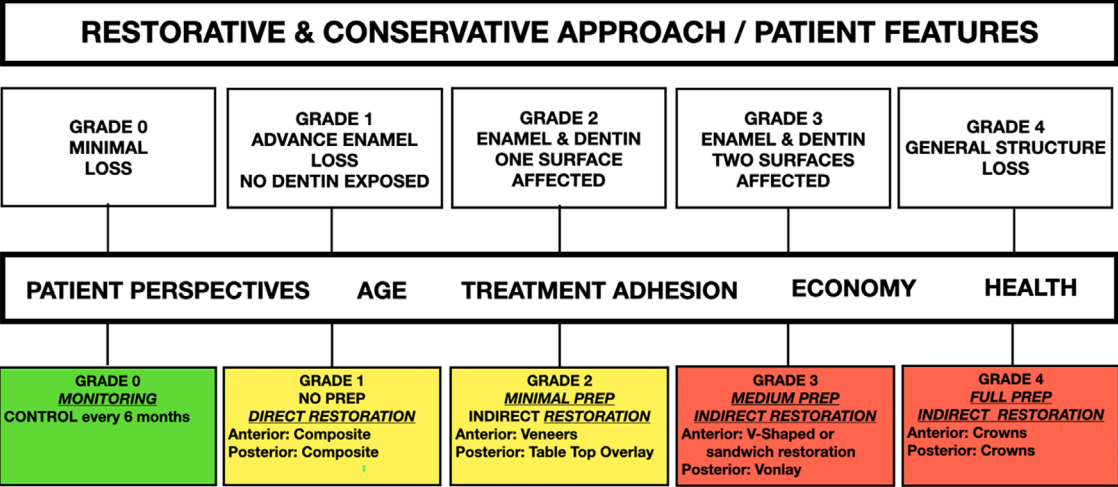 RESTORATIVE & CONSERVATIVE APPROACH / PATIENT FEATURES
GRADE 0
MINIMAL
LOSS
GRADE 1
ADVANCE ENAMEL
LOSS
NO DENTIN EXPOSED
GRADE 2
ENAMEL & DENTIN
ONE SURFACE
AFFECTED
GRADE 3
ENAMEL & DENTIN
TWO SURFACES
AFFECTED
GRADE 4
GENERAL STRUCTURE
LOSS
PATIENT PERSPECTIVES AGE TREATMENT ADHESION ECONOMY HEALTH
GRADE 0
MONITORING
CONTROL every 6 months
GRADE 1
NO PREP
DIRECT RESTORATION
Anterior: Composite
Posterior: Composite
GRADE 2
MINIMAL PREP
INDIRECT RESTORATION
Anterior: Veneers
Posterior: Table Top Overlay
GRADE 3
MEDIUM PREP
INDIRECT RESTORATION
Anterior: V-Shaped or
sandwich restoration
Posterior: Vonlay
GRADE 4
FULL PREP
INDIRECT RESTORATION
Anterior: Crowns
Posterior: Crowns